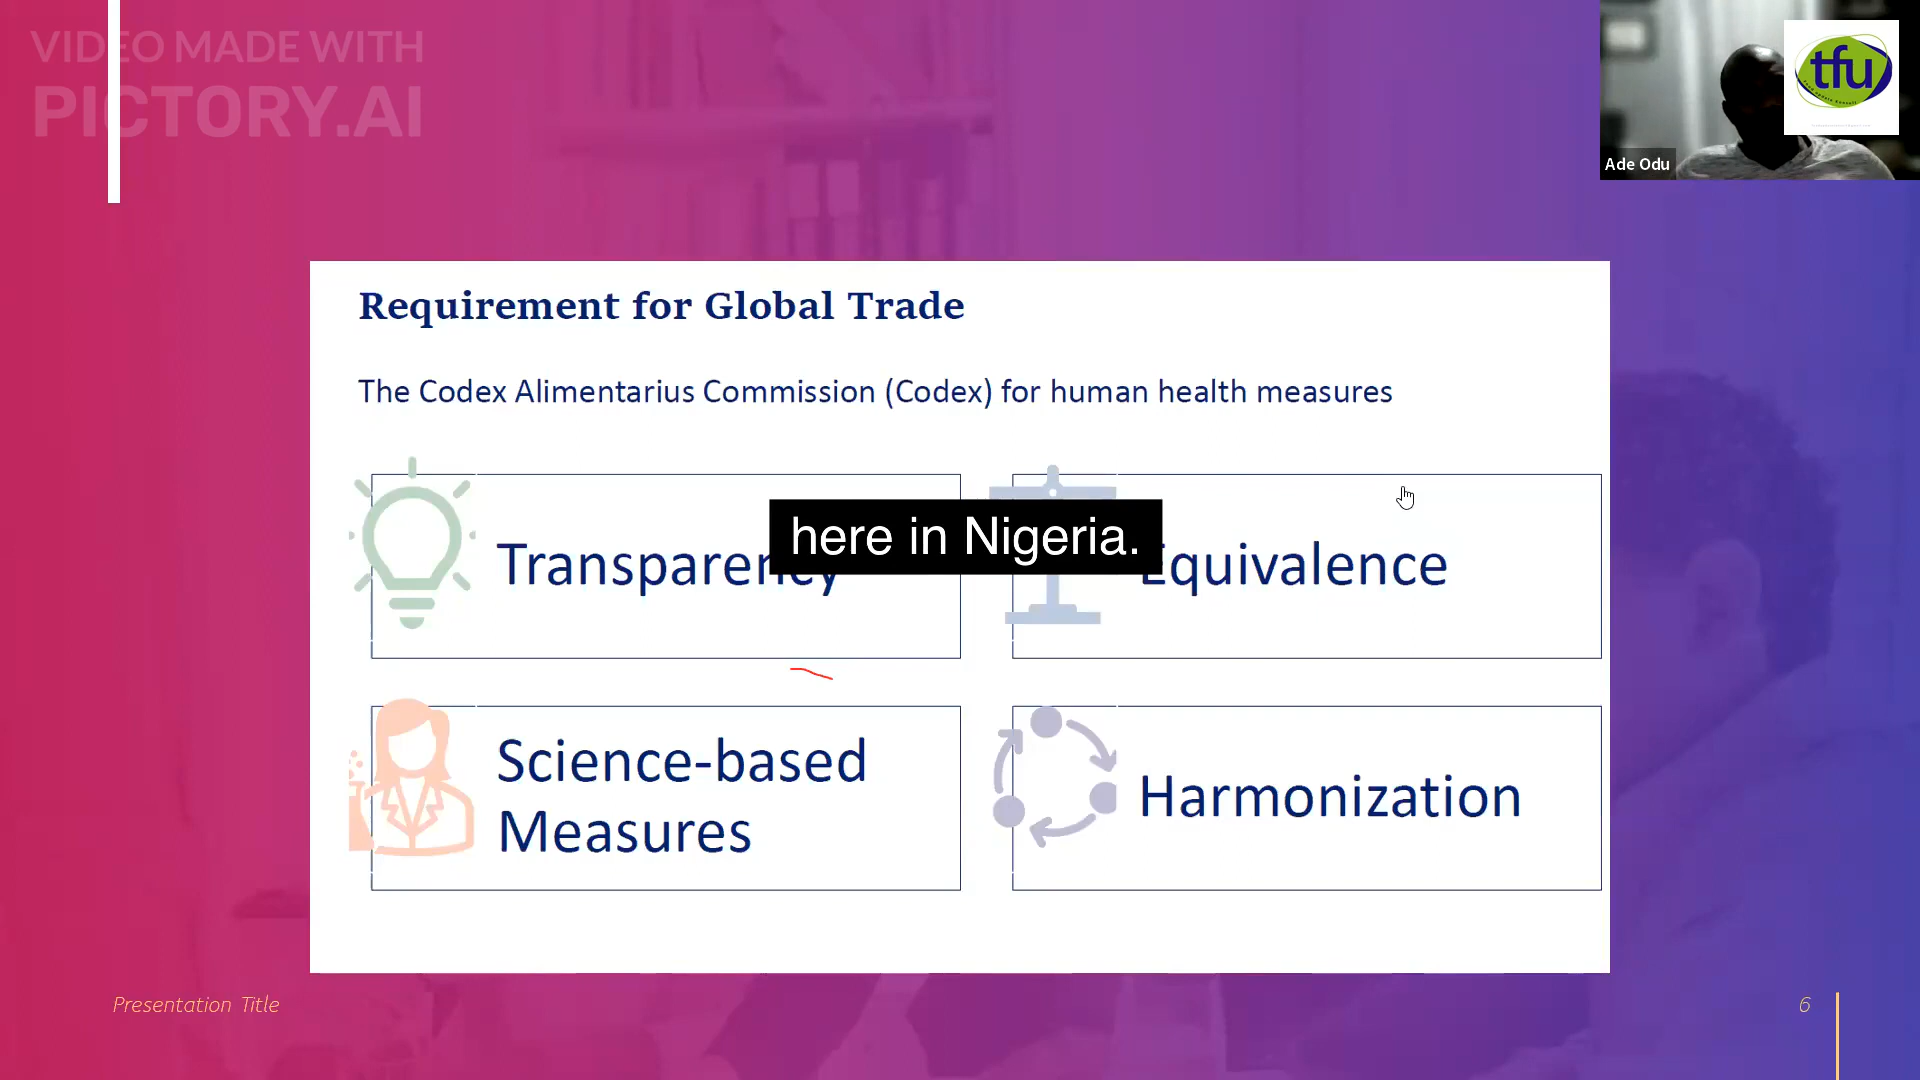 VIDEO MADE WITH
PICTORY.AI
tfu
Ade Odu
Requirement for Global Trade
The Codex Alimentarius Commission (Codex) for human health measures
Transparency
here in Nigeria.
Equivalence
Science-based
Measures
Harmonization
Presentation Title
6